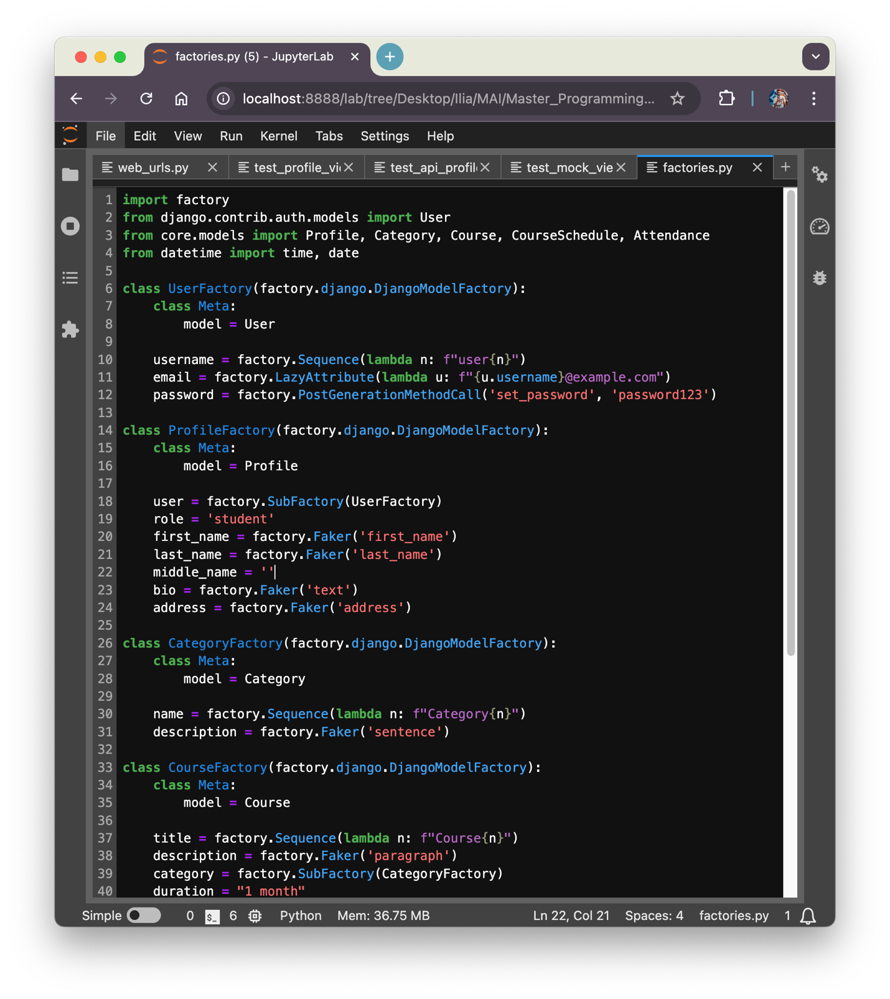 factories.py (5) - JupyterLab
localhost:8888/lab/tree/Desktop/Ilia/MAI/Master_Programming...
File Edit View Run Kernel Tabs Settings Help
web_urls.py test_profile_vi test_api_profil test_mock_vie factories.py
1 import factory
2 from django.contrib.auth.models import User
3 from core.models import Profile, Category, Course, CourseSchedule, Attendance
4 from datetime import time, date
5
6 class UserFactory(factory.django.DjangoModelFactory):
7     class Meta:
8         model = User
9
10     username = factory.Sequence(lambda n: f"user{n}")
11     email = factory.LazyAttribute(lambda u: f"{u.username}@example.com")
12     password = factory.PostGenerationMethodCall('set_password', 'password123')
13
14 class ProfileFactory(factory.django.DjangoModelFactory):
15     class Meta:
16         model = Profile
17
18     user = factory.SubFactory(UserFactory)
19     role = 'student'
20     first_name = factory.Faker('first_name')
21     last_name = factory.Faker('last_name')
22     middle_name = ''
23     bio = factory.Faker('text')
24     address = factory.Faker('address')
25
26 class CategoryFactory(factory.django.DjangoModelFactory):
27     class Meta:
28         model = Category
29
30     name = factory.Sequence(lambda n: f"Category{n}")
31     description = factory.Faker('sentence')
32
33 class CourseFactory(factory.django.DjangoModelFactory):
34     class Meta:
35         model = Course
36
37     title = factory.Sequence(lambda n: f"Course{n}")
38     description = factory.Faker('paragraph')
39     category = factory.SubFactory(CategoryFactory)
40     duration = "1 month"
Simple 0 $_ 6 Python Mem: 36.75 MB Ln 22, Col 21 Spaces: 4 factories.py 1